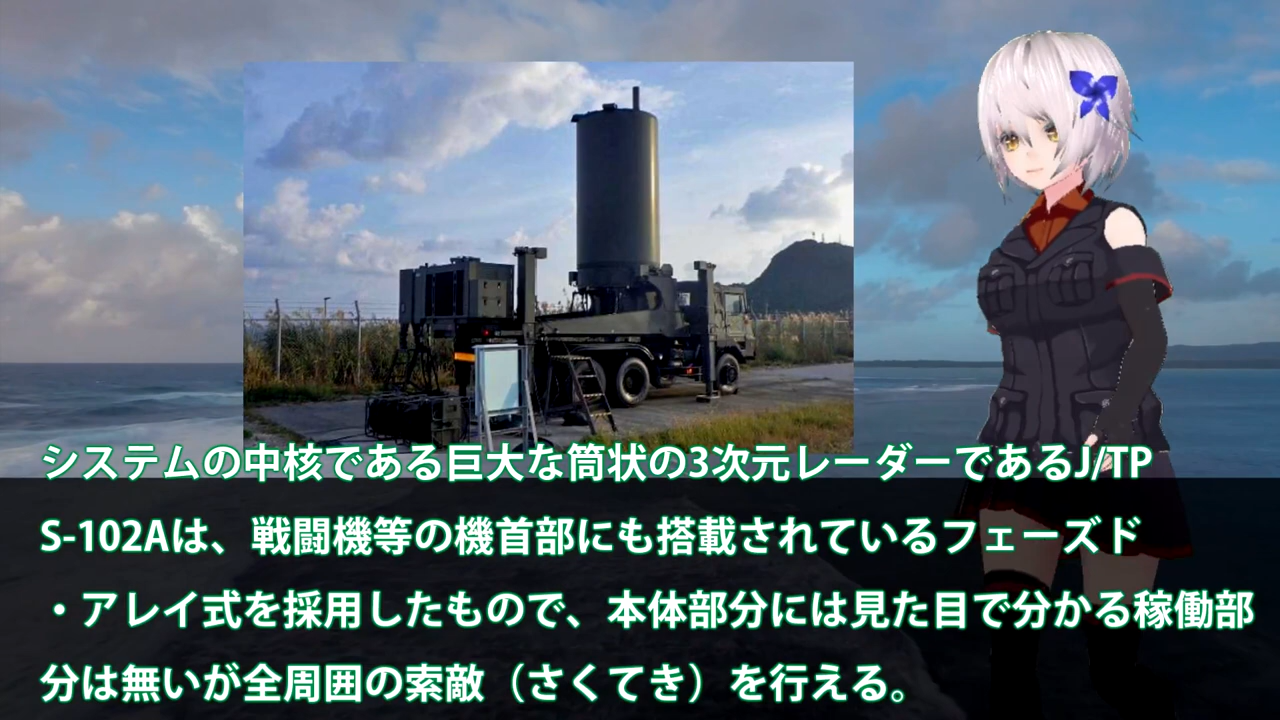 システムの中核である巨大な筒状の3次元レーダーであるJ/TP
S-102Aは、戦闘機等の機首部にも搭載されているフェーズド
・アレイ式を採用したもので、本体部分には見た目で分かる稼働部
分は無いが全周囲の索敵（さくてき）を行える。